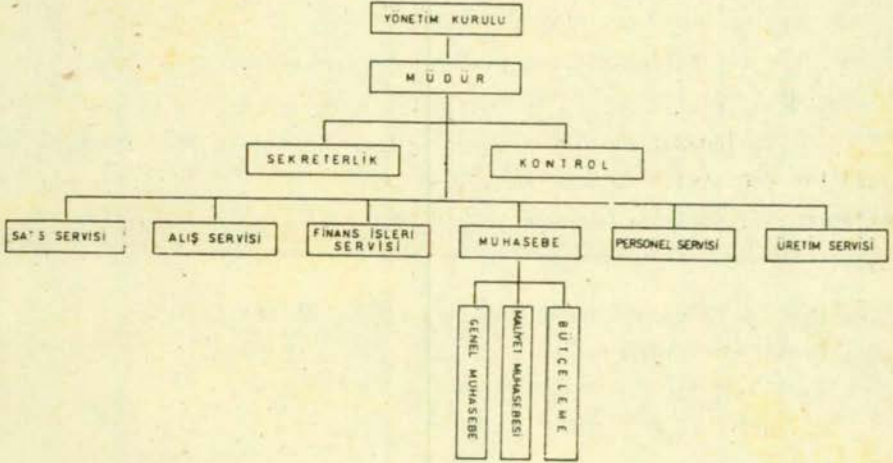 YÖNETİM KURULU
MÜDÜR
SEKRETERLİK
KONTROL
SERVİSİ
ALIŞ SERVİSİ
FİNANS İŞLERİ
SERVİSİ
MUHASEBE
PERSONEL SERVİSİ
ÜRETİM SERVİSİ
GENEL MUHASEBE
MALİYET MUHASEBESİ
BÜTÇELEME